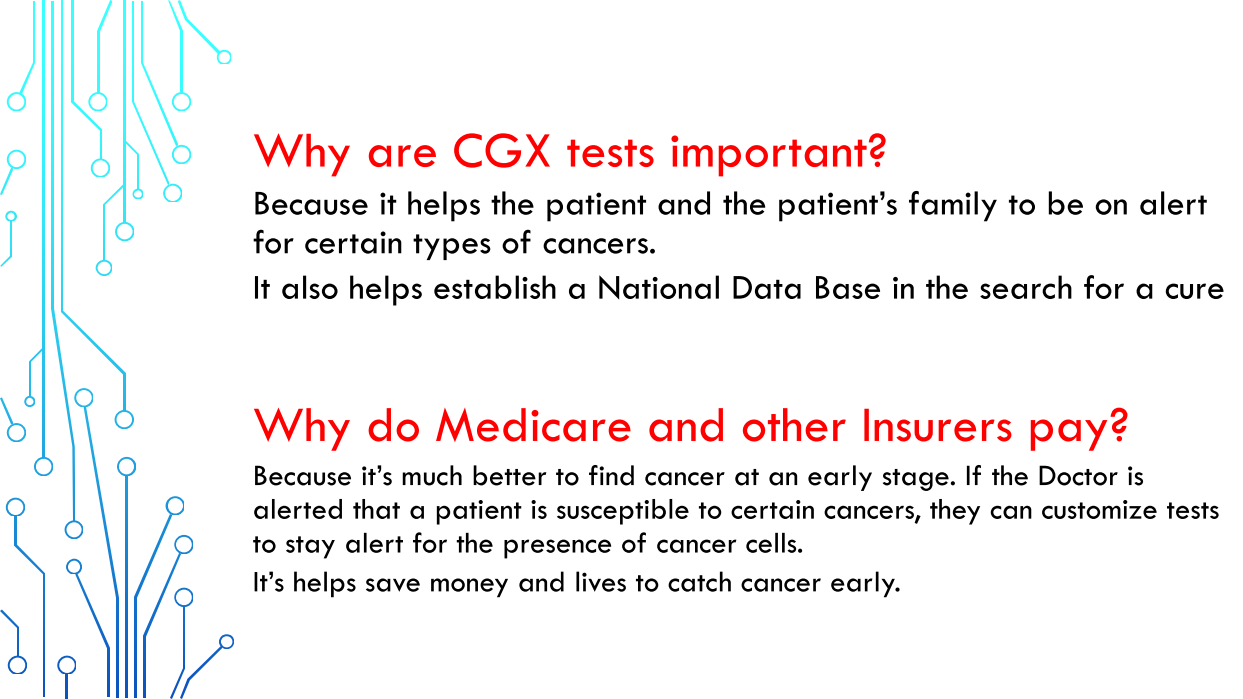 Why are CGX tests important?
Because it helps the patient and the patient’s family to be on alert
for certain types of cancers.
It also helps establish a National Data Base in the search for a cure
Why do Medicare and other Insurers pay?
Because it’s much better to find cancer at an early stage. If the Doctor is
alerted that a patient is susceptible to certain cancers, they can customize tests
to stay alert for the presence of cancer cells.
It’s helps save money and lives to catch cancer early.